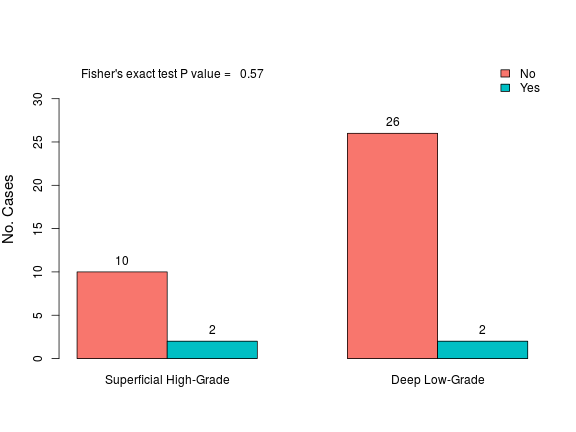 Fisher's exact test P value = 0.57
No
Yes
No. Cases
30
25
20
15
10
5
0
10
2
26
2
Superficial High-Grade
Deep Low-Grade